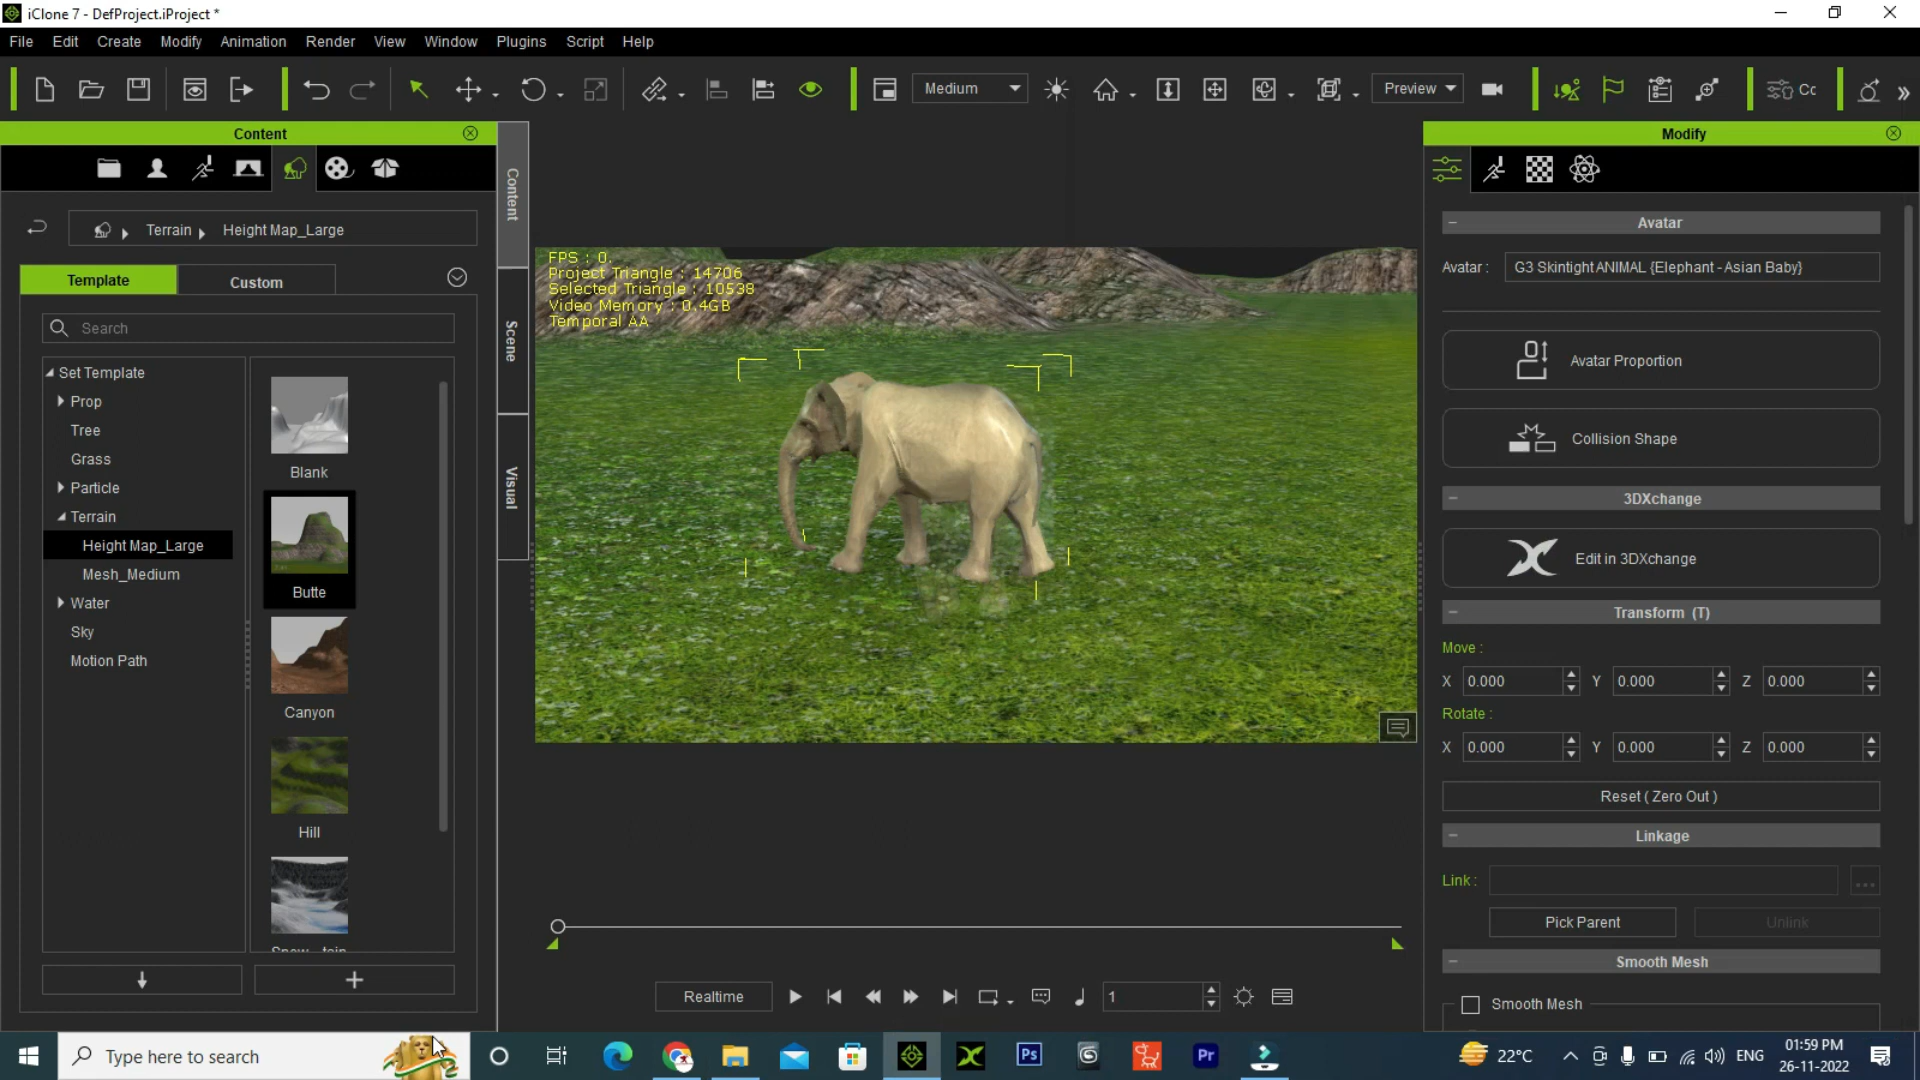 iClone 7 - DefProject.iProject *
File Edit Create Modify Animation Render View Window Plugins Script Help
Medium
Preview
Cc
Content
Modify
Content
Scene
Visual
Terrain
Height Map_Large
Template
Custom
Search
Set Template
Prop
Tree
Grass
Particle
Terrain
Height Map_Large
Mesh_Medium
Water
Sky
Motion Path
Blank
Butte
Canyon
Hill
FPS : 0.
Project Triangle : 14706
Selected Triangle : 10538
Video Memory : 0.4GB
Temporal AA
Realtime
1
Avatar
Avatar : G3 Skintight ANIMAL {Elephant - Asian Baby}
Avatar Proportion
Collision Shape
3DXchange
Edit in 3DXchange
Transform (T)
Move :
X 0.000 Y 0.000 Z 0.000
Rotate :
X 0.000 Y 0.000 Z 0.000
Reset ( Zero Out )
Linkage
Link : ...
Pick Parent Unlink
Smooth Mesh
Smooth Mesh
Type here to search
Ps
Pr
22°C
ENG
01:59 PM
26-11-2022